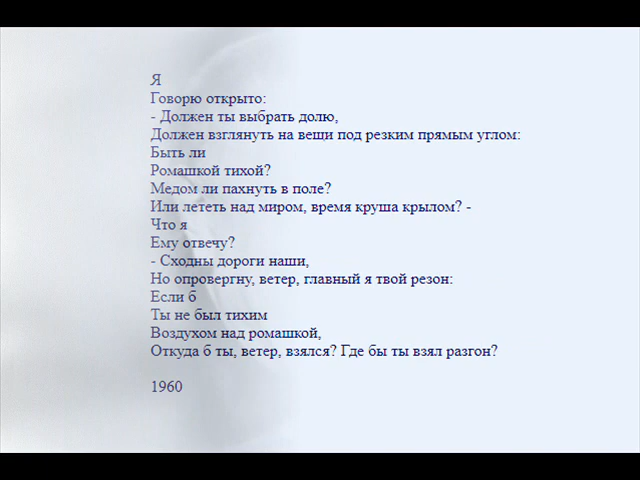 Я
Говорю открыто:
- Должен ты выбрать долю,
Должен взглянуть на вещи под резким прямым углом:
Быть ли
Ромашкой тихой?
Медом ли пахнуть в поле?
Или лететь над миром, время круша крылом? -
Что я
Ему отвечу?
- Сходны дороги наши,
Но опровергну, ветер, главный я твой резон:
Если б
Ты не был тихим
Воздухом над ромашкой,
Откуда б ты, ветер, взялся? Где бы ты взял разгон?
1960